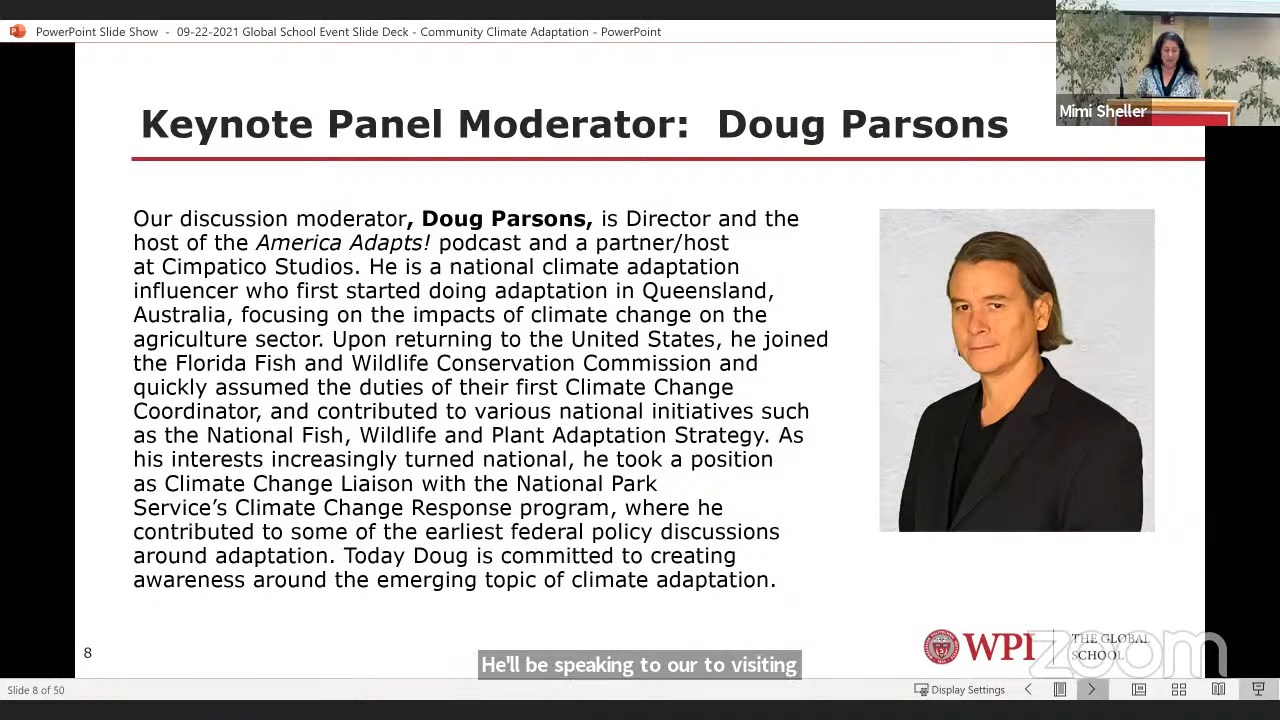 PowerPoint Slide Show - 09-22-2021 Global School Event Slide Deck - Community Climate Adaptation - PowerPoint
Mimi Sheller
Keynote Panel Moderator: Doug Parsons
Our discussion moderator, Doug Parsons, is Director and the
host of the America Adapts! podcast and a partner/host
at Cimpatico Studios. He is a national climate adaptation
influencer who first started doing adaptation in Queensland,
Australia, focusing on the impacts of climate change on the
agriculture sector. Upon returning to the United States, he joined
the Florida Fish and Wildlife Conservation Commission and
quickly assumed the duties of their first Climate Change
Coordinator, and contributed to various national initiatives such
as the National Fish, Wildlife and Plant Adaptation Strategy. As
his interests increasingly turned national, he took a position
as Climate Change Liaison with the National Park
Service’s Climate Change Response program, where he
contributed to some of the earliest federal policy discussions
around adaptation. Today Doug is committed to creating
awareness around the emerging topic of climate adaptation.
8
WPI
THE GLOBAL
SCHOOL
zoom
He'll be speaking to our to visiting
Slide 8 of 50
Display Settings